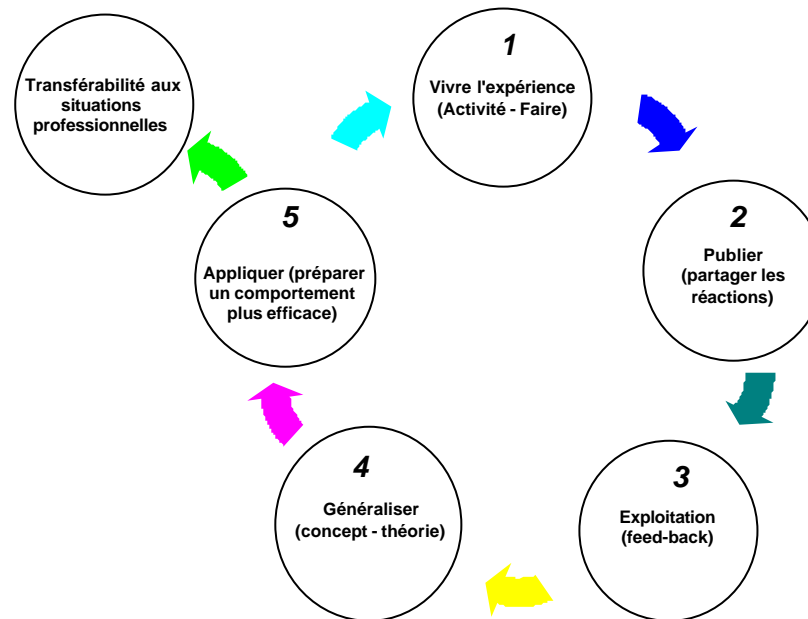 Transférabilité aux
situations
professionnelles
1
Vivre l'expérience
(Activité - Faire)
2
Publier
(partager les
réactions)
3
Exploitation
(feed-back)
4
Généraliser
(concept - théorie)
5
Appliquer (préparer
un comportement
plus efficace)